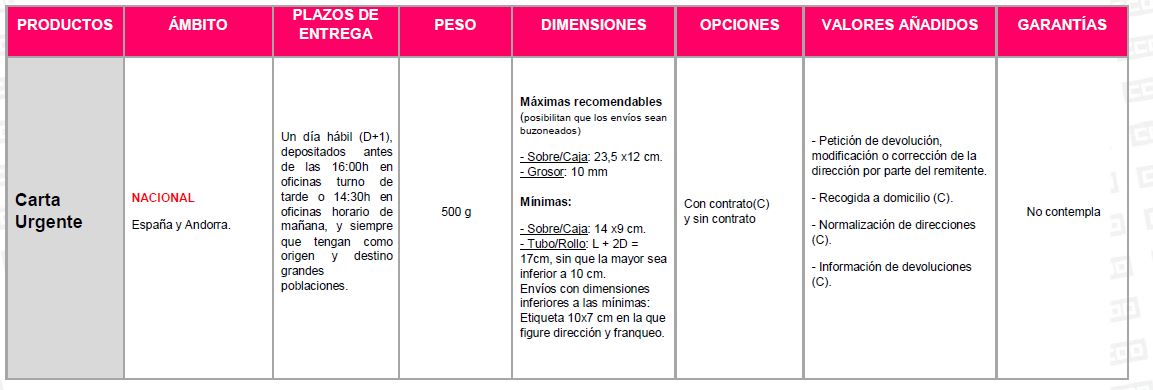 PRODUCTOS
ÁMBITO
PLAZOS DE
ENTREGA
PESO
DIMENSIONES
OPCIONES
VALORES AÑADIDOS
GARANTÍAS
Carta
Urgente
NACIONAL
España y Andorra.
Un día hábil (D+1),
depositados antes
de las 16:00h en
oficinas turno de
tarde o 14:30h en
oficinas horario de
mañana, y siempre
que tengan como
origen y destino
grandes
poblaciones.
500 g
Máximas recomendables
(posibilitan que los envíos sean
buzoneados)
- Sobre/Caja: 23,5 x12 cm.
- Grosor: 10 mm
Mínimas:
- Sobre/Caja: 14 x9 cm.
- Tubo/Rollo: L + 2D =
17cm, sin que la mayor sea
inferior a 10 cm.
Envíos con dimensiones
inferiores a las mínimas:
Etiqueta 10x7 cm en la que
figure dirección y franqueo.
Con contrato(C)
y sin contrato
- Petición de devolución,
modificación o corrección de la
dirección por parte del remitente.
- Recogida a domicilio (C).
- Normalización de direcciones
(C).
- Información de devoluciones
(C).
No contempla